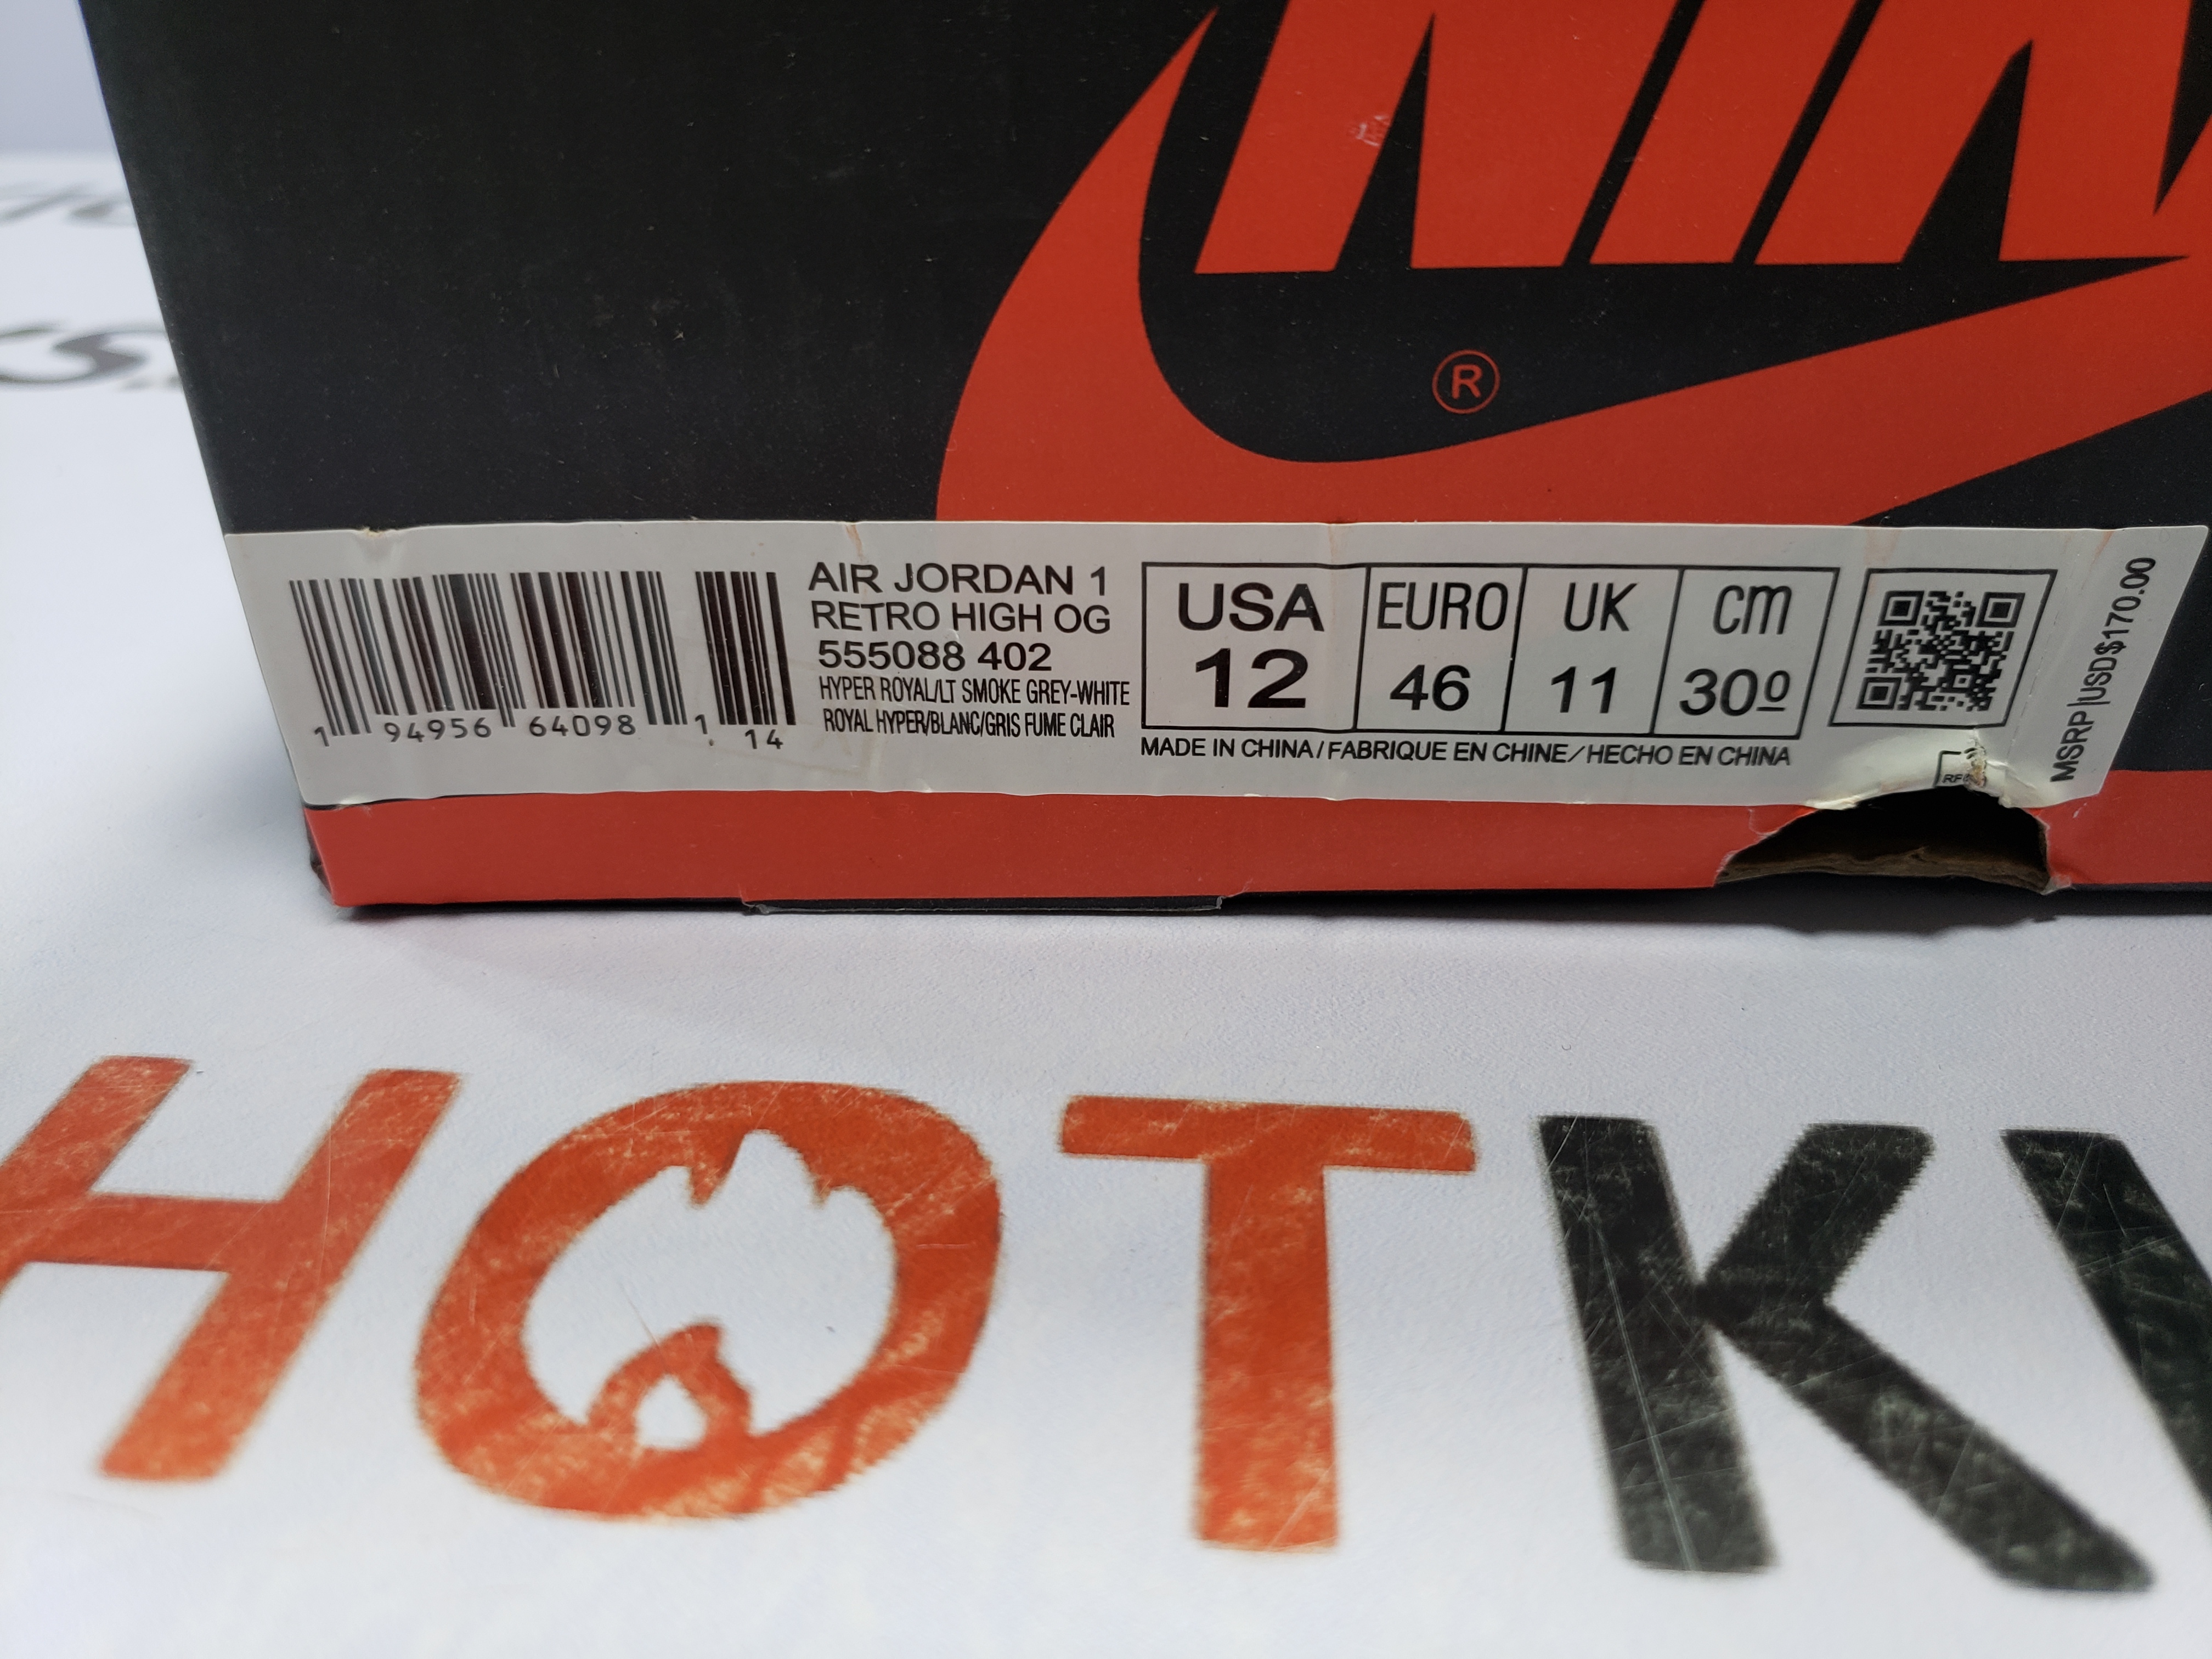 NIK
®
AIR JORDAN 1
RETRO HIGH OG
555088 402
HYPER ROYAL/LT SMOKE GREY-WHITE
ROYAL HYPER/BLANC/GRIS FUME CLAIR
1 94956 64098 1 14
USA EURO UK CM
12 46 11 30º
MADE IN CHINA/FABRIQUE EN CHINE/HECHO EN CHINA
MSRP|USD$170.00
HOTK